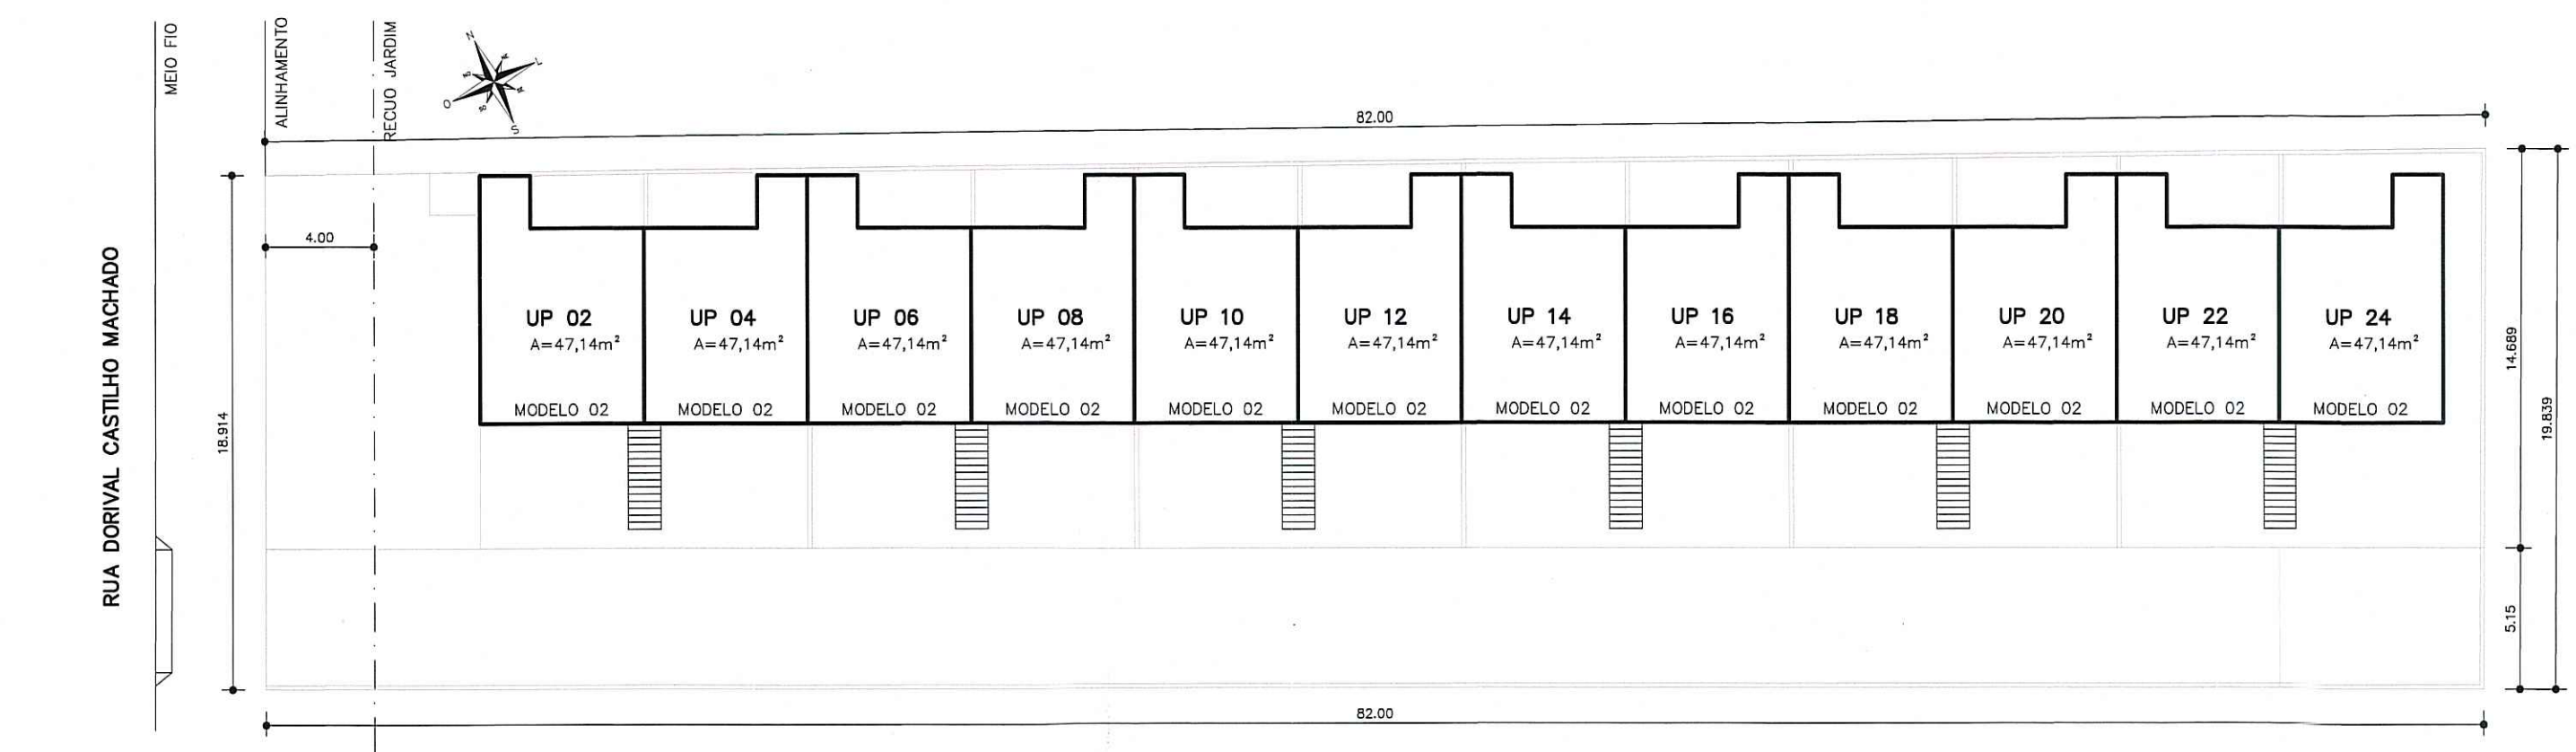 MEIO FIO
ALINHAMENTO
RECUO JARDIM
N
L
O
S
82.00
4.00
RUA DORIVAL CASTILHO MACHADO
18.914
UP 02
A=47,14m²
MODELO 02
UP 04
A=47,14m²
MODELO 02
UP 06
A=47,14m²
MODELO 02
UP 08
A=47,14m²
MODELO 02
UP 10
A=47,14m²
MODELO 02
UP 12
A=47,14m²
MODELO 02
UP 14
A=47,14m²
MODELO 02
UP 16
A=47,14m²
MODELO 02
UP 18
A=47,14m²
MODELO 02
UP 20
A=47,14m²
MODELO 02
UP 22
A=47,14m²
MODELO 02
UP 24
A=47,14m²
MODELO 02
14.689
19.839
5.15
82.00